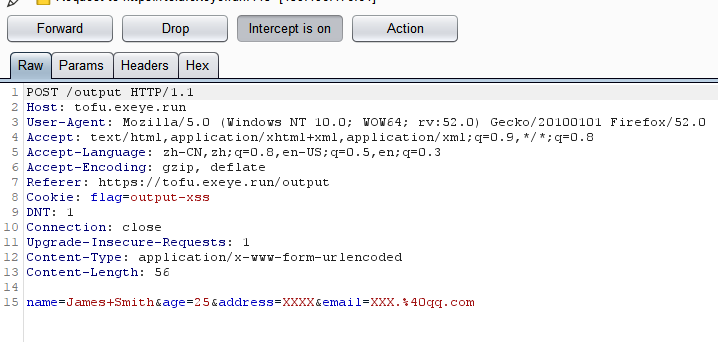 Forward Drop Intercept is on Action
Raw Params Headers Hex
1 POST /output HTTP/1.1
2 Host: tofu.exeye.run
3 User-Agent: Mozilla/5.0 (Windows NT 10.0; WOW64; rv:52.0) Gecko/20100101 Firefox/52.0
4 Accept: text/html,application/xhtml+xml,application/xml;q=0.9,*/*;q=0.8
5 Accept-Language: zh-CN,zh;q=0.8,en-US;q=0.5,en;q=0.3
6 Accept-Encoding: gzip, deflate
7 Referer: https://tofu.exeye.run/output
8 Cookie: flag=output-xss
9 DNT: 1
10 Connection: close
11 Upgrade-Insecure-Requests: 1
12 Content-Type: application/x-www-form-urlencoded
13 Content-Length: 56
14
15 name=James+Smith&age=25&address=XXXX&email=XXX.%40qq.com